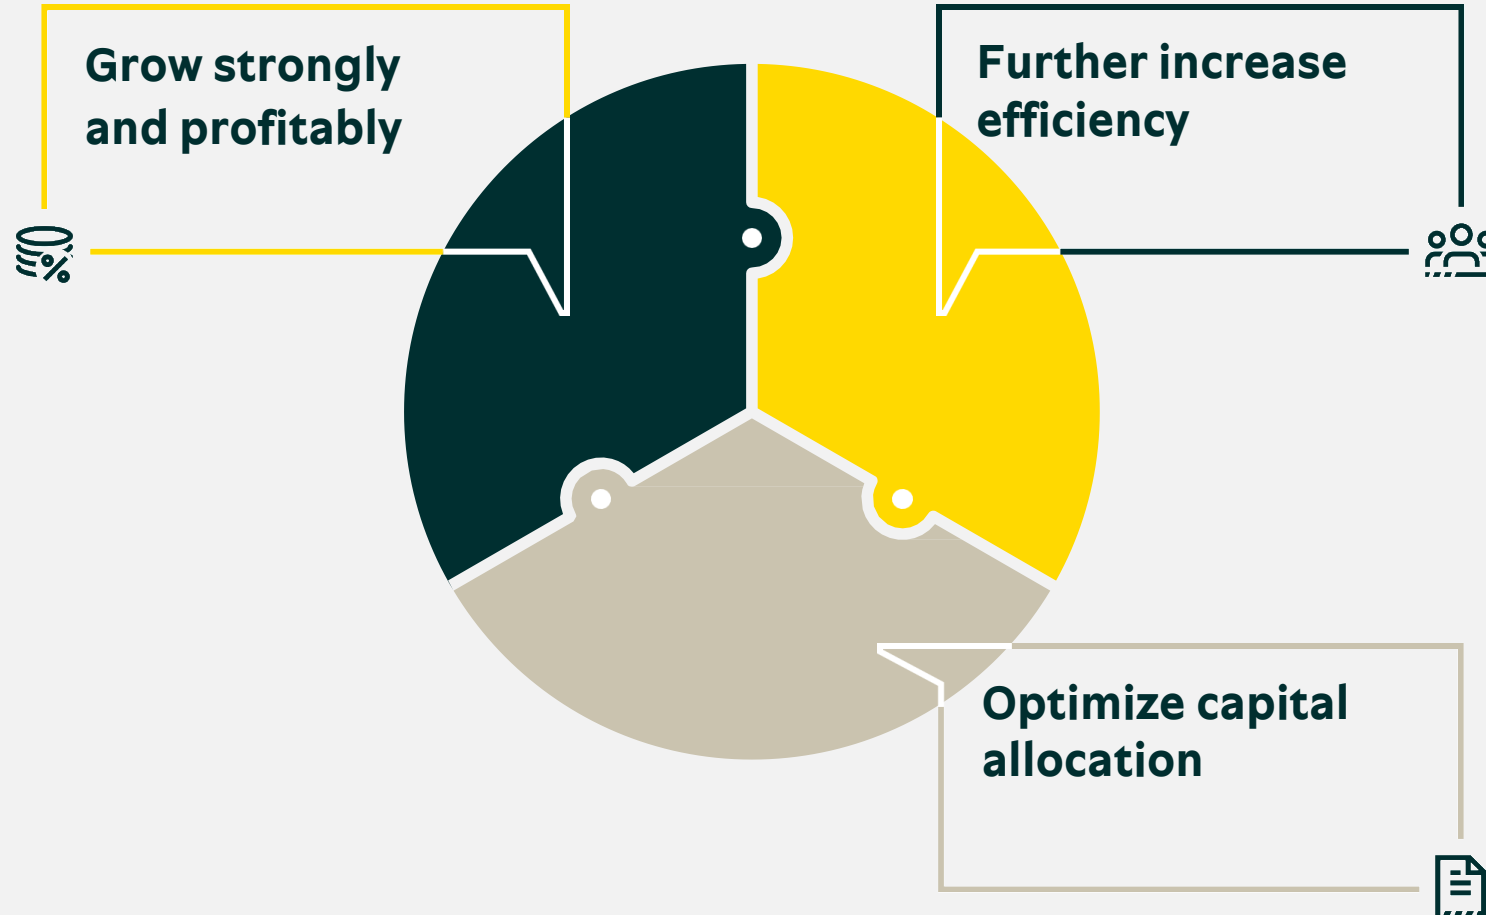 Grow strongly
and profitably
Further increase
efficiency
Optimize capital
allocation